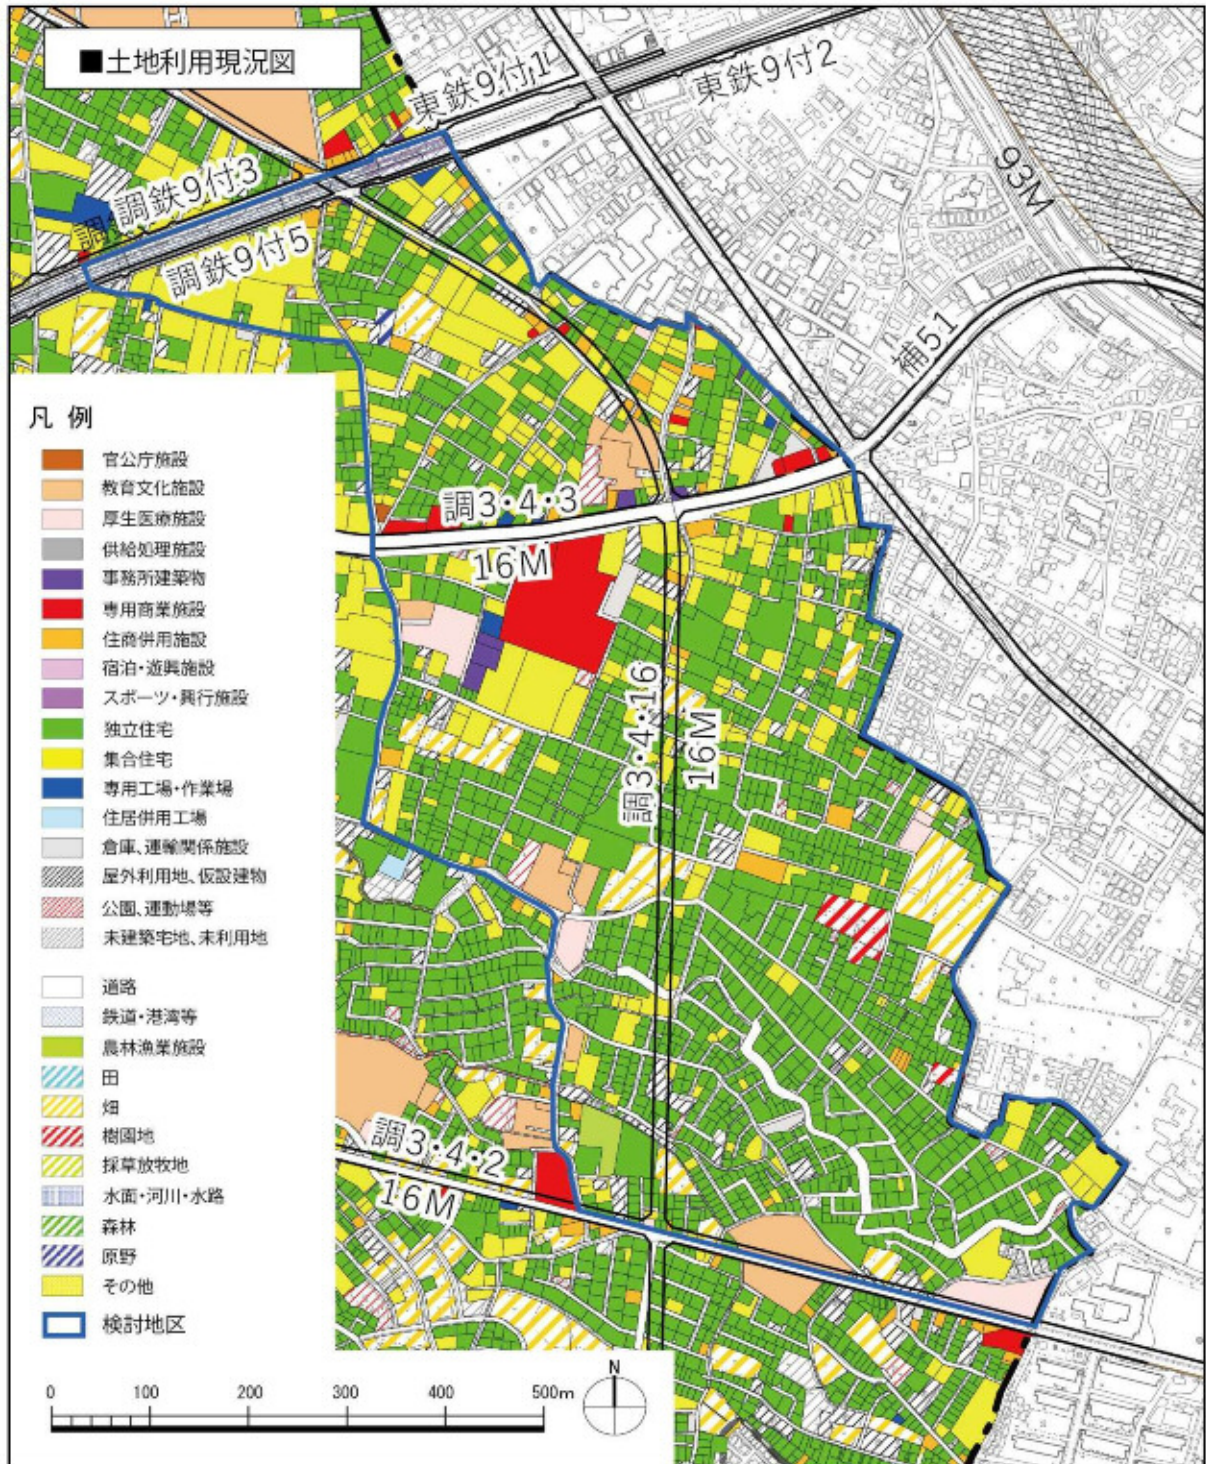 ■土地利用現況図
東鉄9付1
東鉄9付2
93M
調鉄9付3
調鉄9付5
補51
調3・4・3
16M
調3・4・16
16M
調3・4・2
16M
凡 例
官公庁施設
教育文化施設
厚生医療施設
供給処理施設
事務所建築物
専用商業施設
住商併用施設
宿泊・遊興施設
スポーツ・興行施設
独立住宅
集合住宅
専用工場・作業場
住居併用工場
倉庫、運輸関係施設
屋外利用地、仮設建物
公園、運動場等
未建築宅地、未利用地
道路
鉄道・港湾等
農林漁業施設
田
畑
樹園地
採草放牧地
水面・河川・水路
森林
原野
その他
検討地区
0 100 200 300 400 500m
N